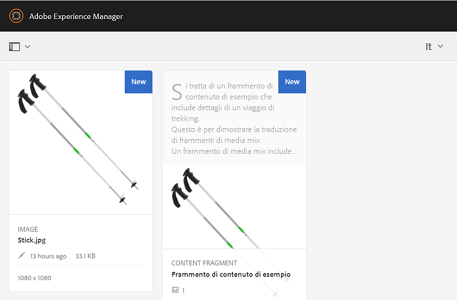 Adobe Experience Manager
It
New
IMAGE
Stick.jpg
13 hours ago 33.1 KB
1080 x 1080
New
Si tratta di un frammento di
contenuto di esempio che
include dettagli di un viaggio di
trekking.
Questo è per dimostrare la traduzione
di frammenti di media mix.
Un frammento di media mix include...
CONTENT FRAGMENT
Frammento di contenuto di esempio
1